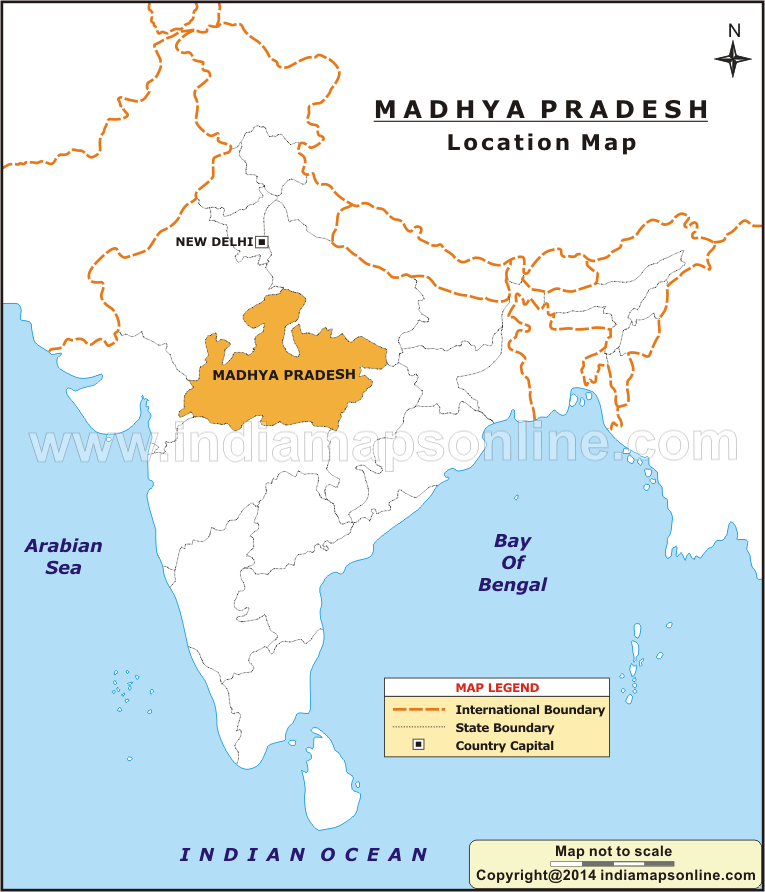 N
MADHYA PRADESH
Location Map
NEW DELHI
MADHYA PRADESH
www.indiamapsonline.com
Arabian
Sea
Bay
Of
Bengal
MAP LEGEND
International Boundary
State Boundary
Country Capital
INDIAN OCEAN
Map not to scale
Copyright@2014 indiamapsonline.com